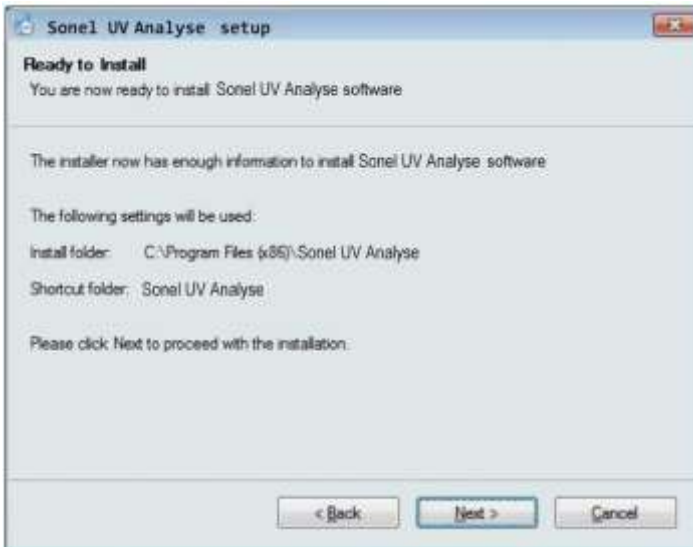 Sonel UV Analyse setup
Ready to Install
You are now ready to install Sonel UV Analyse software
The installer now has enough information to install Sonel UV Analyse software
The following settings will be used:
Install folder: C:\Program Files (x86)\Sonel UV Analyse
Shortcut folder: Sonel UV Analyse
Please click Next to proceed with the installation.
< Back Next > Cancel